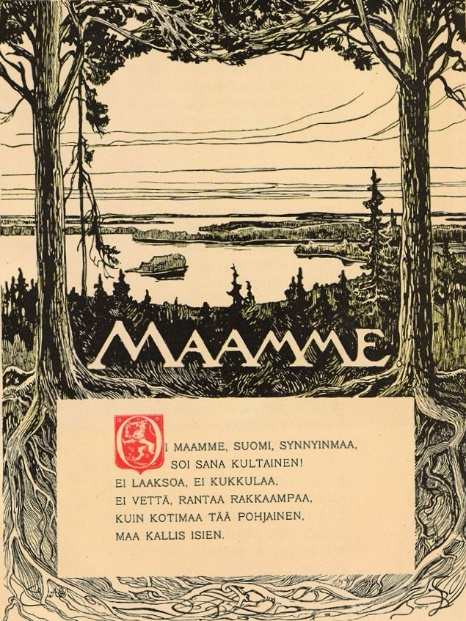 MAAMME
OI MAAMME, SUOMI, SYNNYINMAA,
SOI SANA KULTAINEN!
EI LAAKSOA, EI KUKKULAA,
EI VETTÄ, RANTAA RAKKAAMPAA,
KUIN KOTIMAA TÄÄ POHJAINEN,
MAA KALLIS ISIEN.